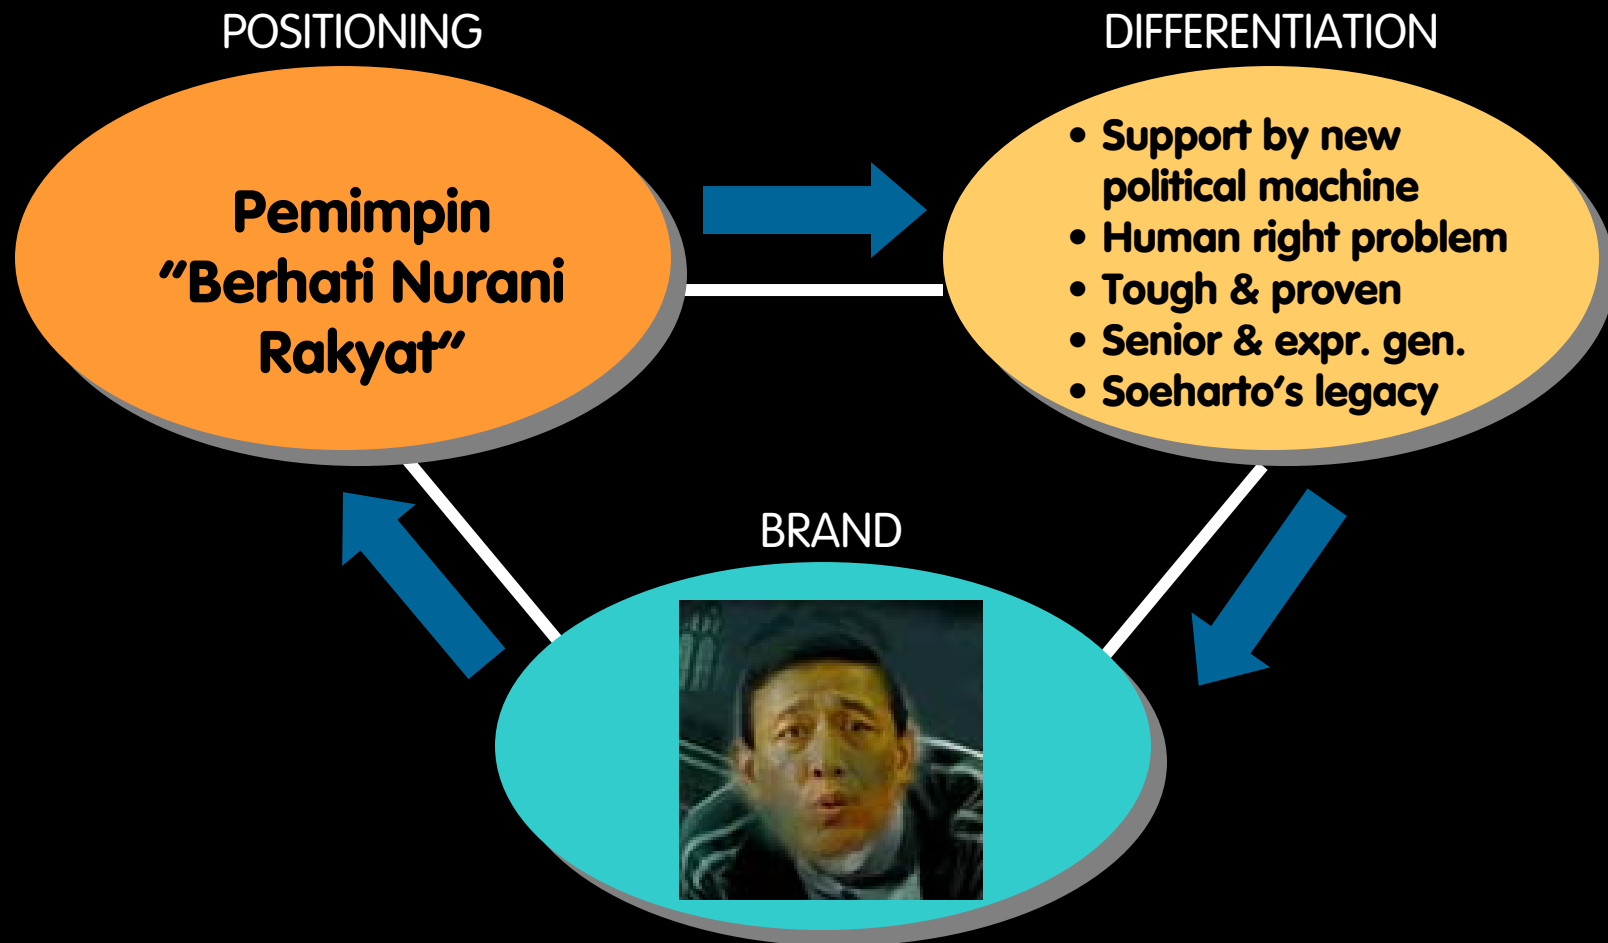 POSITIONING
Pemimpin
"Berhati Nurani
Rakyat"
DIFFERENTIATION
• Support by new
political machine
• Human right problem
• Tough & proven
• Senior & expr. gen.
• Soeharto's legacy
BRAND